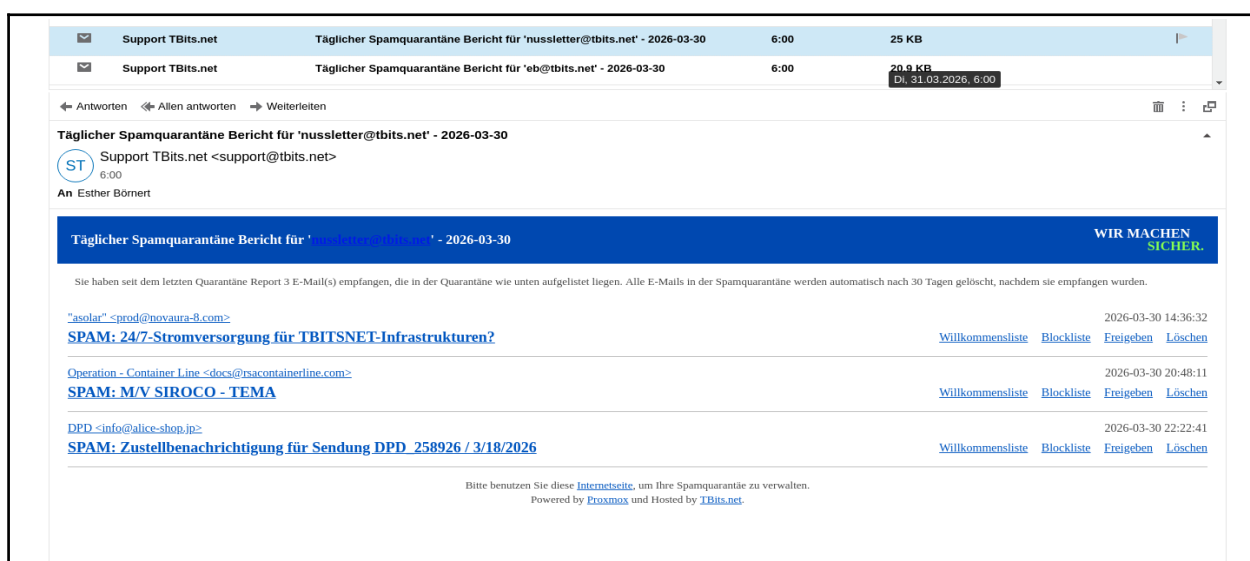 Support TBits.net Täglicher Spamquarantäne Bericht für 'nussletter@tbits.net' - 2026-03-30 6:00 25 KB
Support TBits.net Täglicher Spamquarantäne Bericht für 'eb@tbits.net' - 2026-03-30 6:00 20.9 KB
Di, 31.03.2026, 6:00
Antworten Allen antworten Weiterleiten
Täglicher Spamquarantäne Bericht für 'nussletter@tbits.net' - 2026-03-30
ST Support TBits.net <support@tbits.net>
6:00
An Esther Börnert
Täglicher Spamquarantäne Bericht für 'nussletter@tbits.net' - 2026-03-30 WIR MACHEN
SICHER.
Sie haben seit dem letzten Quarantäne Report 3 E-Mail(s) empfangen, die in der Quarantäne wie unten aufgelistet liegen. Alle E-Mails in der Spamquarantäne werden automatisch nach 30 Tagen gelöscht, nachdem sie empfangen wurden.
"asolar" <prod@novaura-8.com> 2026-03-30 14:36:32
SPAM: 24/7-Stromversorgung für TBITSNET-Infrastrukturen? Willkommensliste Blockliste Freigeben Löschen
Operation - Container Line <docs@rsacontainerline.com> 2026-03-30 20:48:11
SPAM: M/V SIROCO - TEMA Willkommensliste Blockliste Freigeben Löschen
DPD <info@alice-shop.jp> 2026-03-30 22:22:41
SPAM: Zustellbenachrichtigung für Sendung DPD_258926 / 3/18/2026 Willkommensliste Blockliste Freigeben Löschen
Bitte benutzen Sie diese Internetseite, um Ihre Spamquarantäe zu verwalten.
Powered by Proxmox und Hosted by TBits.net.